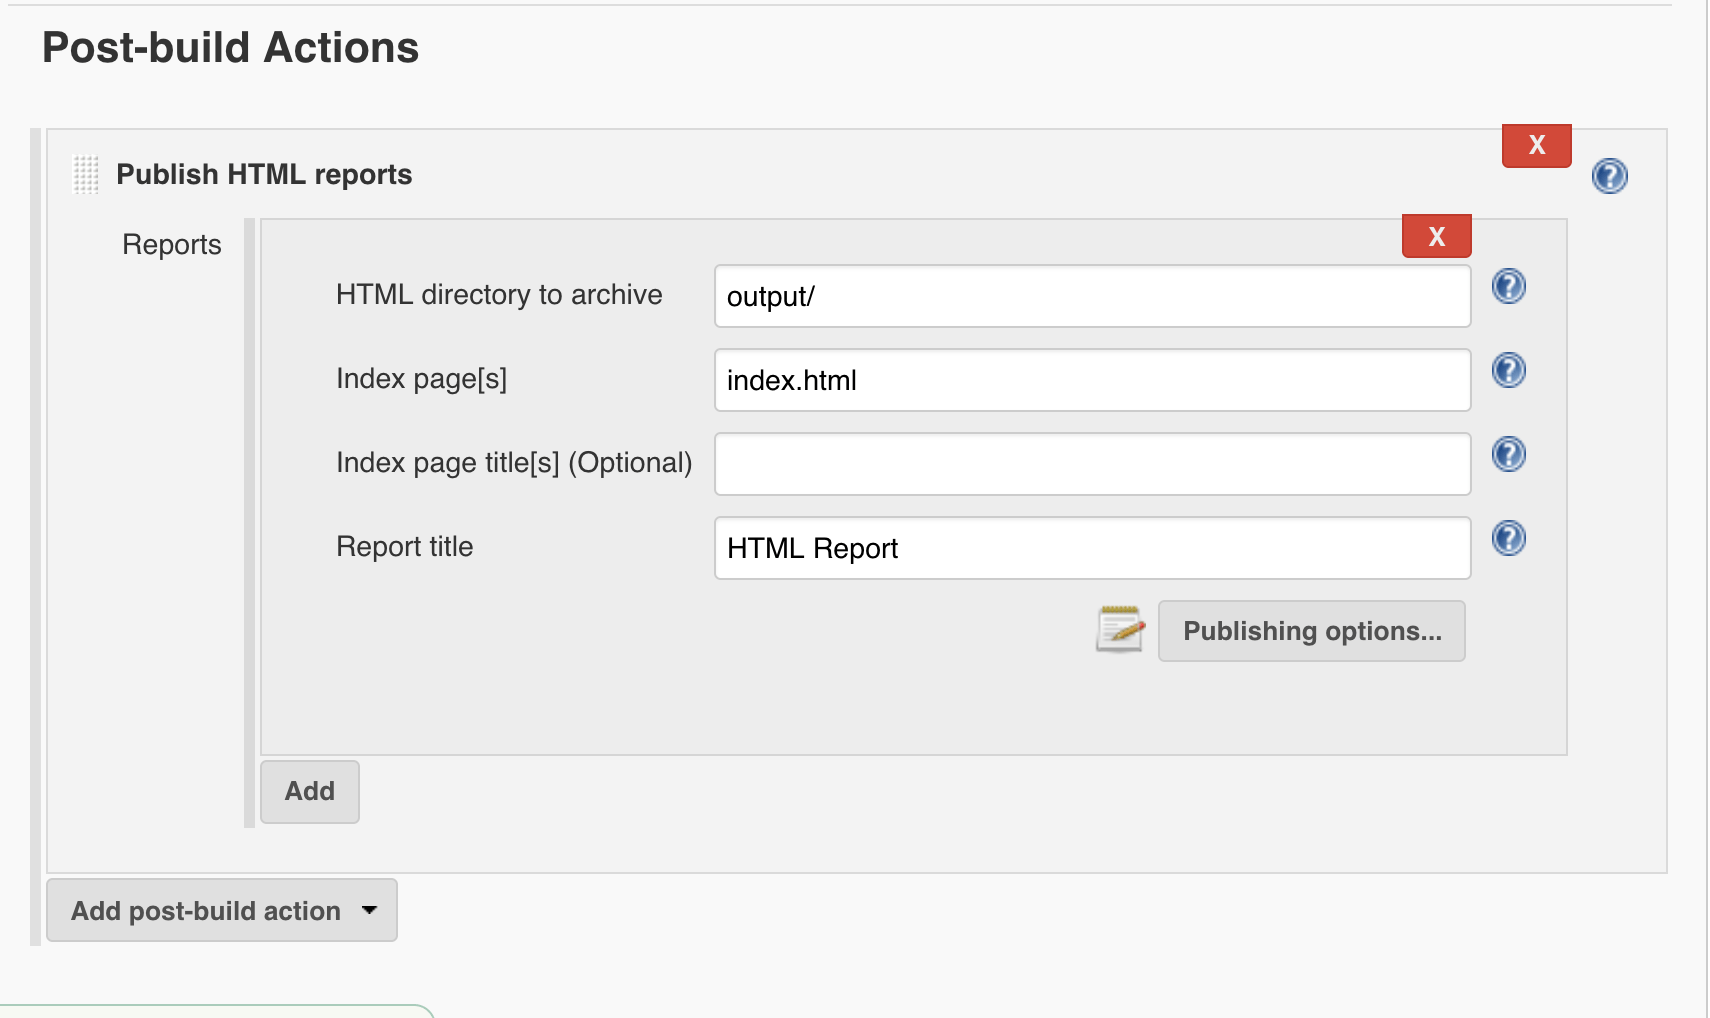 Post-build Actions
X
Publish HTML reports
?
Reports
X
HTML directory to archive
output/
?
Index page[s]
index.html
?
Index page title[s] (Optional)
?
Report title
HTML Report
?
Publishing options...
Add
Add post-build action